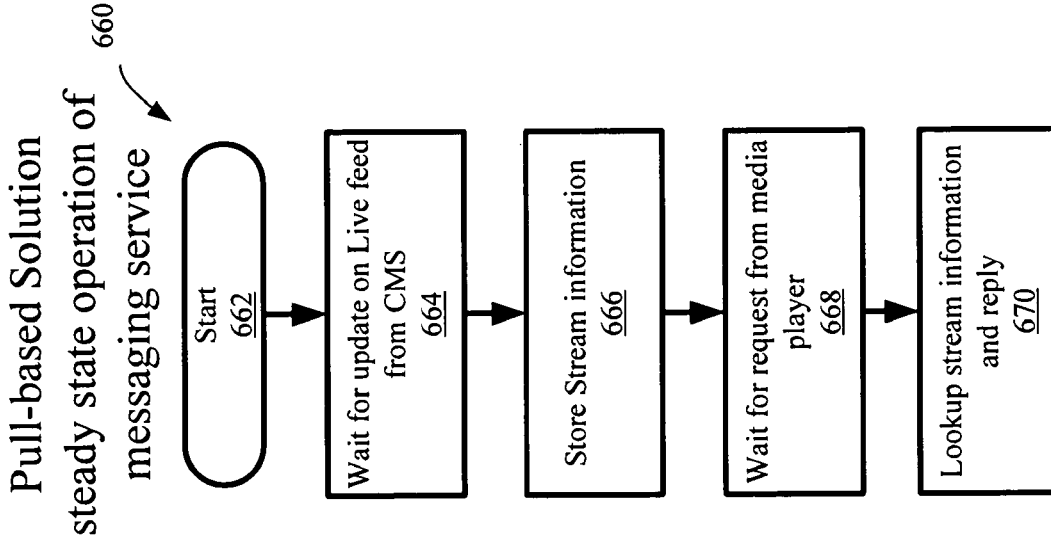 Pull-based Solution
steady state operation of
messaging service
660
Start
662
Wait for update on Live feed
from CMS
664
Store Stream information
666
Wait for request from media
player
668
Lookup stream information
and reply
670